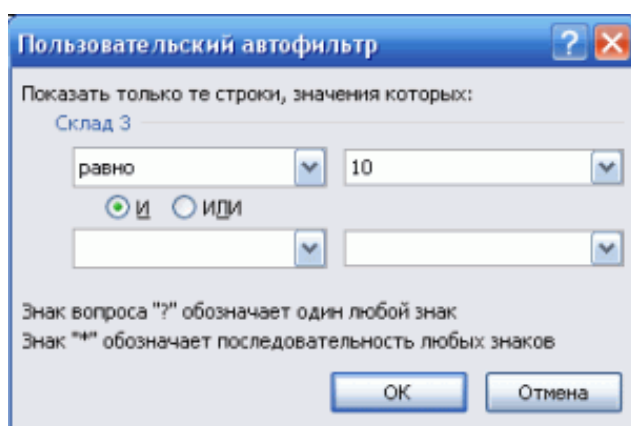 Пользовательский автофильтр
Показать только те строки, значения которых:
Склад 3
равно 10
И ИЛИ
Знак вопроса "?" обозначает один любой знак
Знак "*" обозначает последовательность любых знаков
ОК Отмена